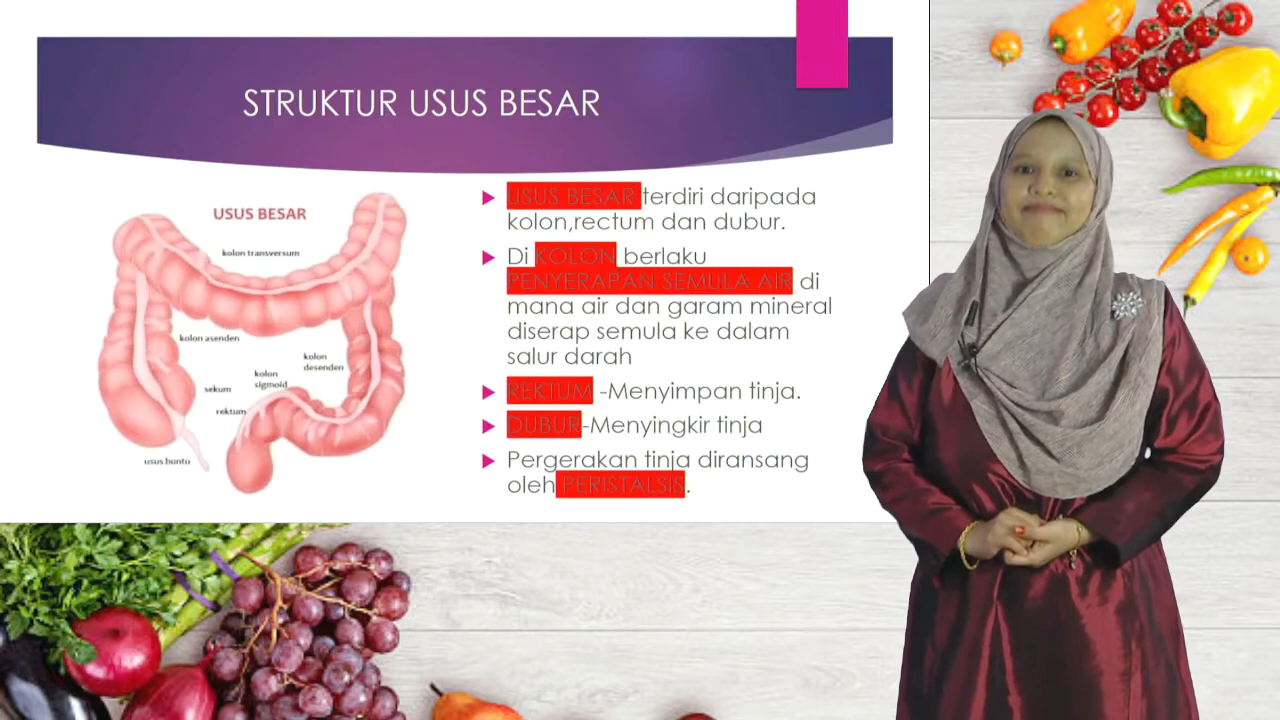 STRUKTUR USUS BESAR
USUS BESAR
kolon transversum
kolon asenden
kolon
desenden
kolon
sigmoid
sekum
rektum
usus buntu
USUS BESAR terdiri daripada
kolon,rectum dan dubur.
Di KOLON berlaku
PENYERAPAN SEMULA AIR di
mana air dan garam mineral
diserap semula ke dalam
salur darah
REKTUM -Menyimpan tinja.
DUBUR-Menyingkir tinja
Pergerakan tinja diransang
oleh PERISTALSIS.